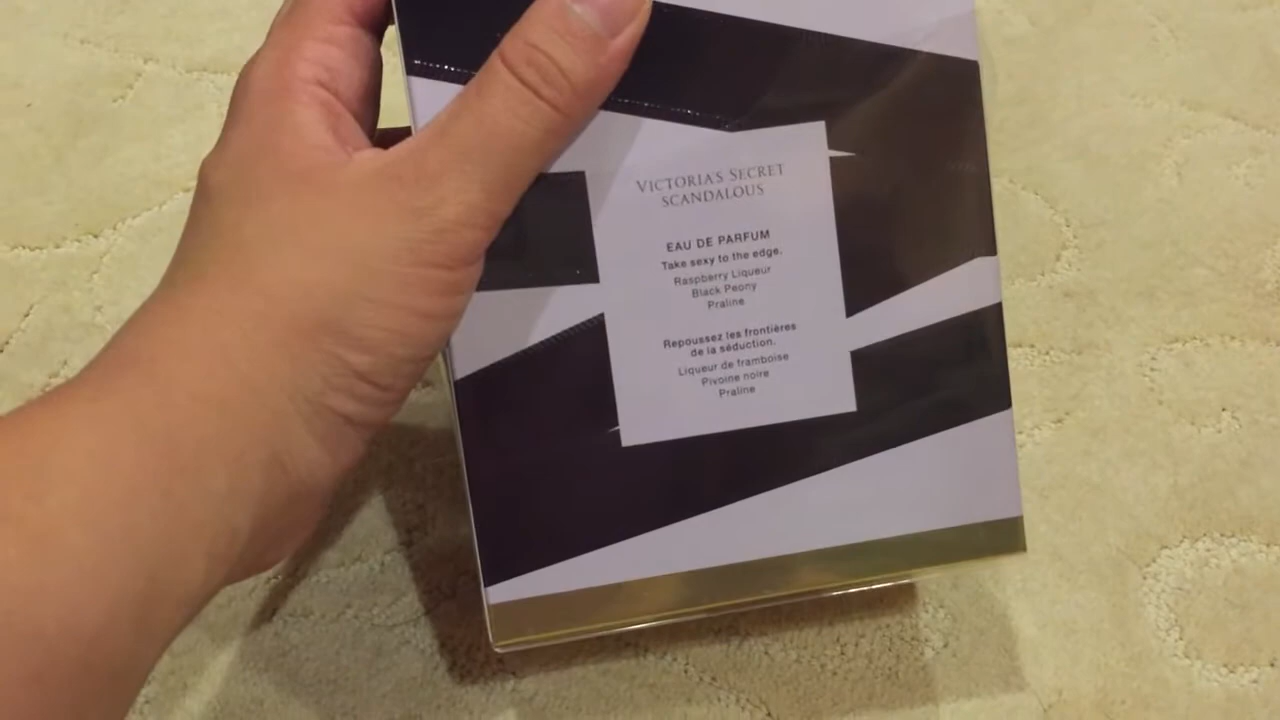 VICTORIA'S SECRET
SCANDALOUS
EAU DE PARFUM
Take sexy to the edge.
Raspberry Liqueur
Black Peony
Praline
Repoussez les frontières
de la séduction.
Liqueur de framboise
Pivoine noire
Praline